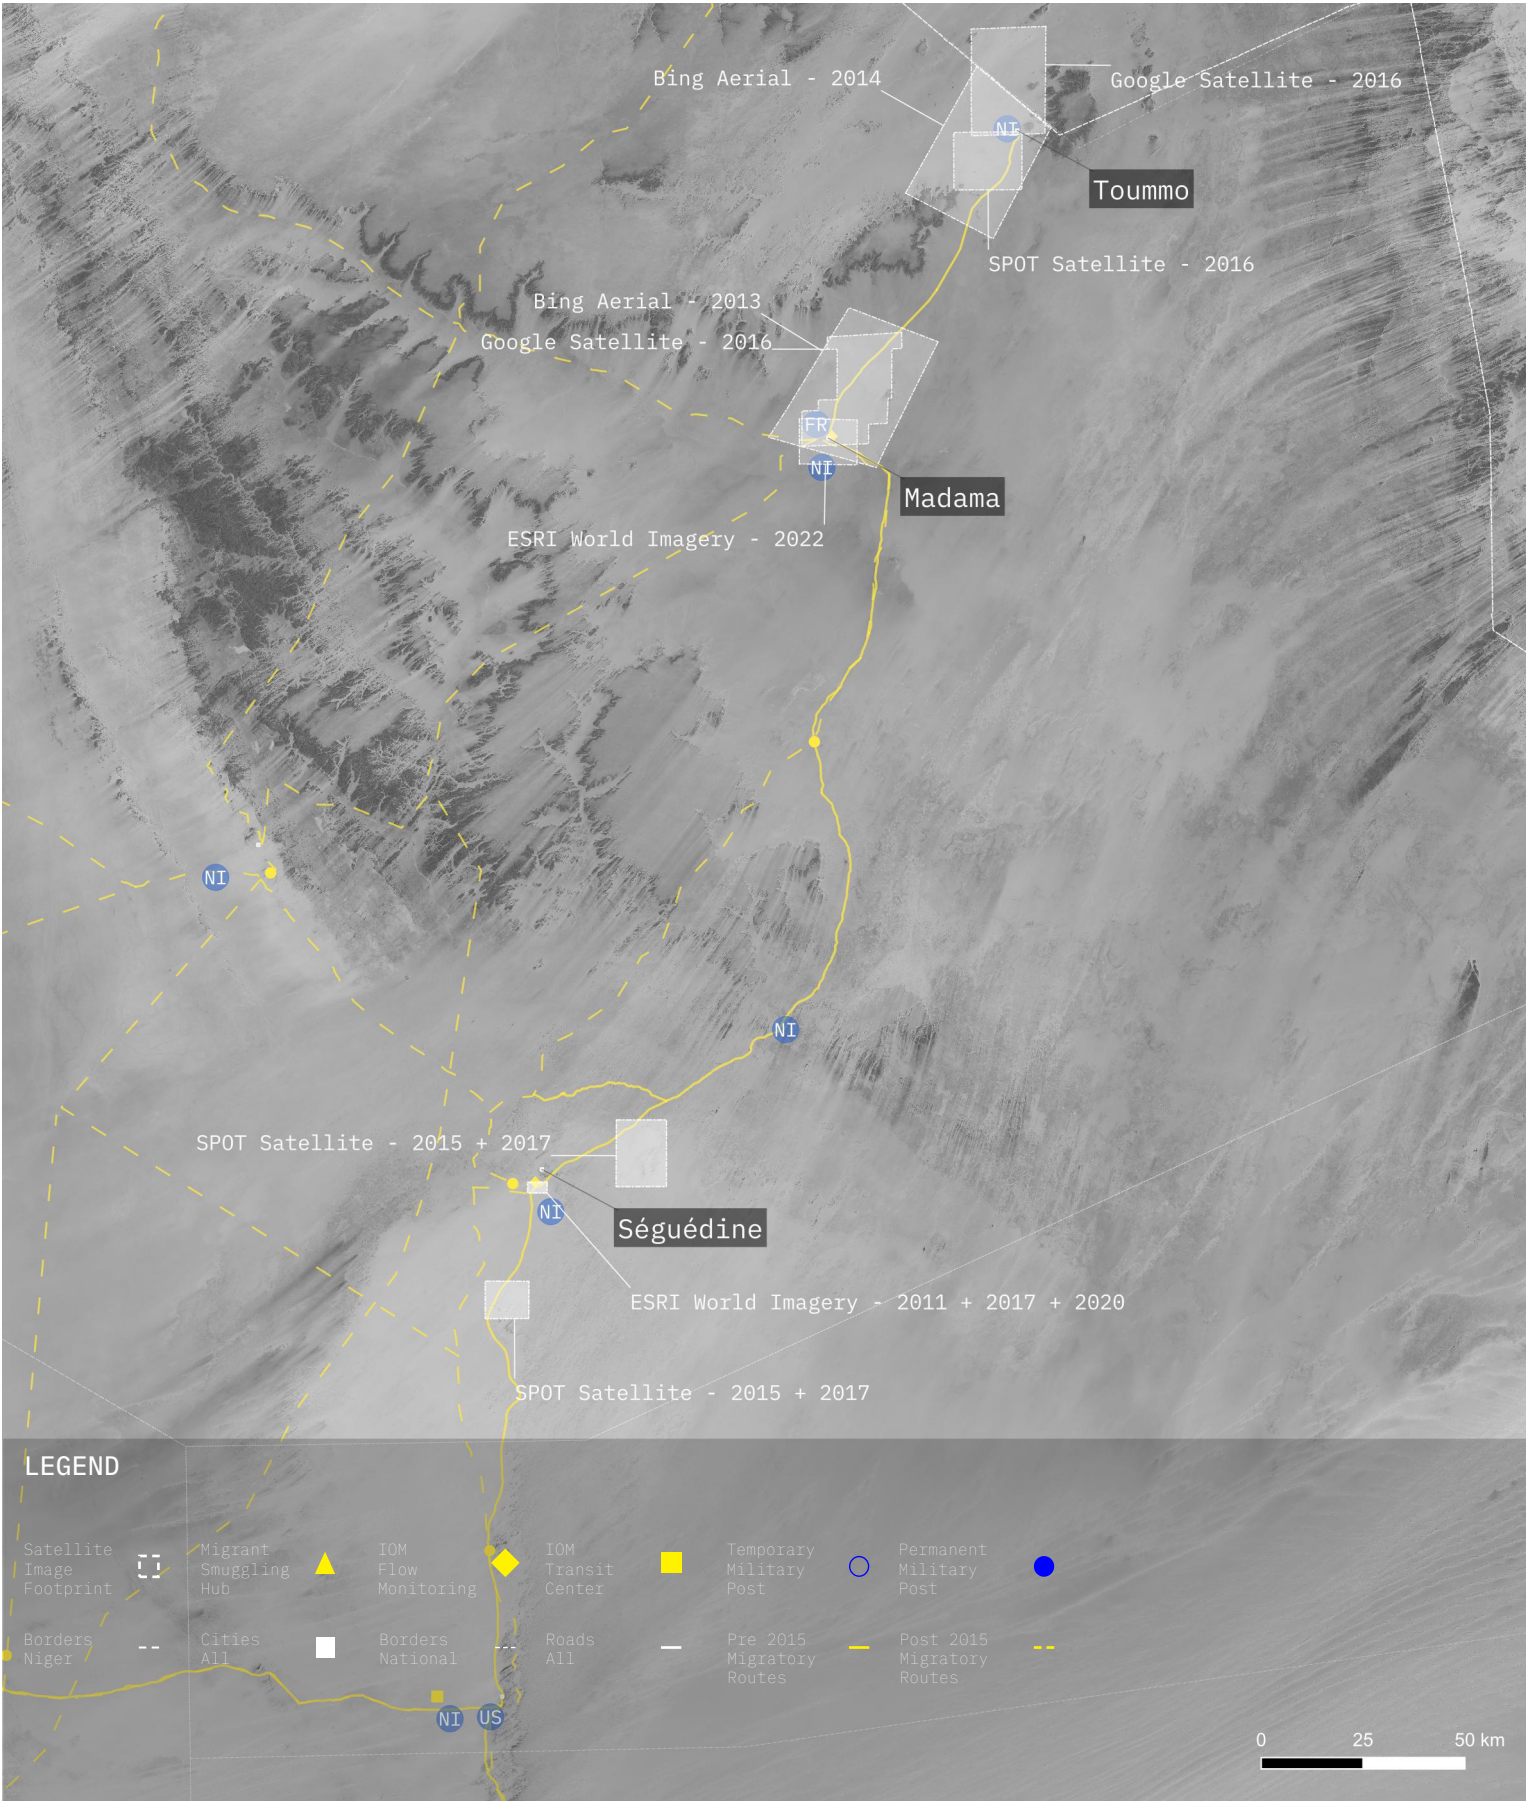 Bing Aerial - 2014
Google Satellite - 2016
NI
Toummo
SPOT Satellite - 2016
Bing Aerial - 2013
Google Satellite - 2016
FR
NI
Madama
ESRI World Imagery - 2022
NI
NI
SPOT Satellite - 2015 + 2017
NI
Séguédine
ESRI World Imagery - 2011 + 2017 + 2020
SPOT Satellite - 2015 + 2017
LEGEND
Satellite
Image
Footprint
Migrant
Smuggling
Hub
IOM
Flow
Monitoring
IOM
Transit
Center
Temporary
Military
Post
Permanent
Military
Post
Borders
Niger
Cities
All
Borders
National
Roads
All
Pre 2015
Migratory
Routes
Post 2015
Migratory
Routes
NI
US
0 25 50 km